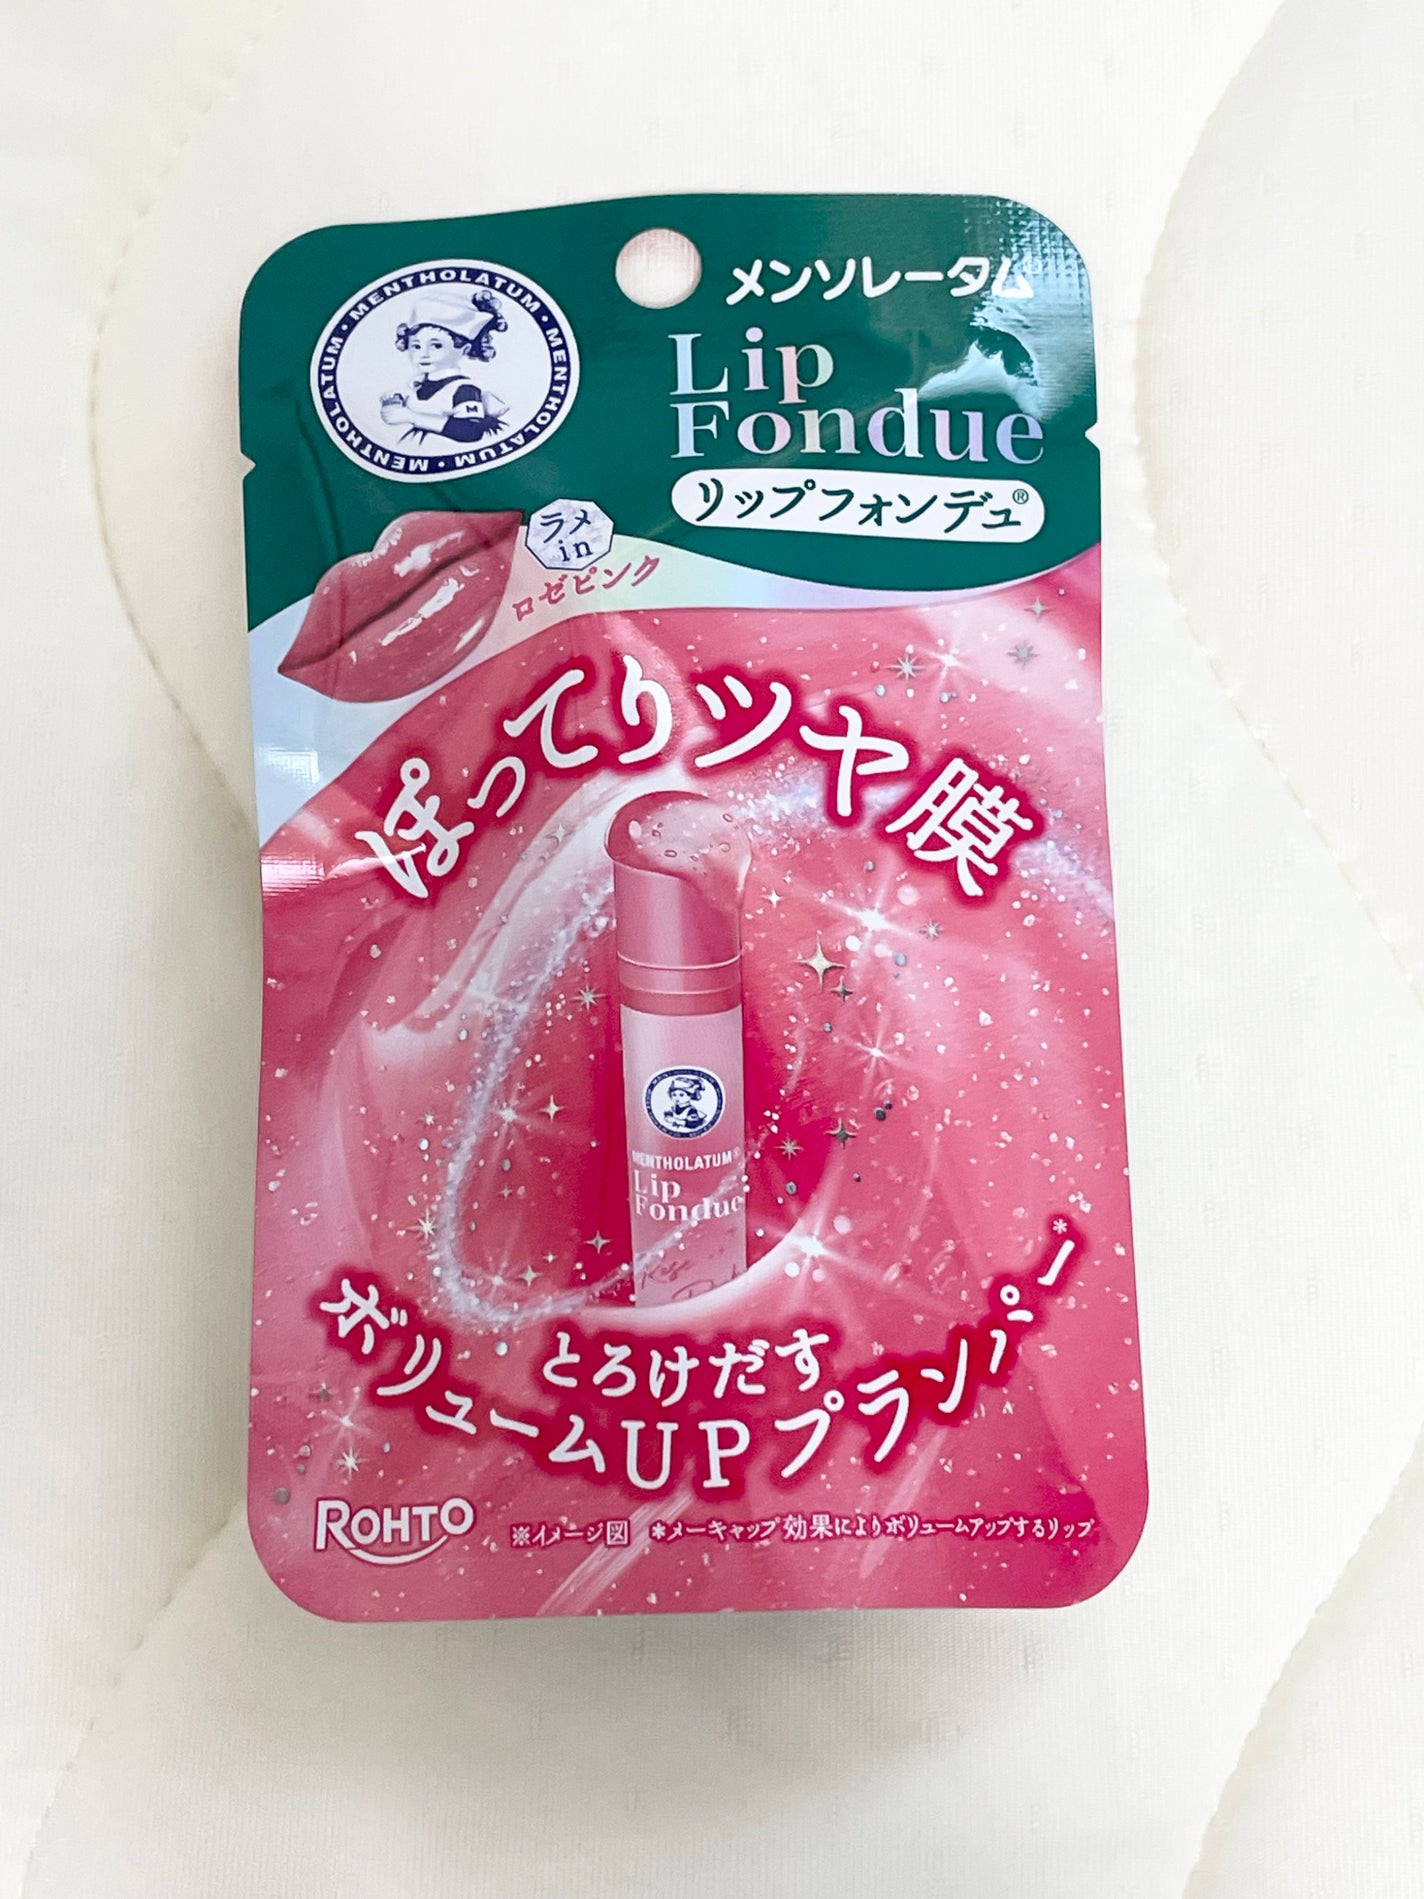 MENTHOLATUM・MENTHOLATUM・MENTHOLATUM・MENTHOLATUM・
メンソレータム
Lip
Fondue
リップフォンデュ®
ラメ
in
ロゼピンク
ぽってりツヤ膜
MENTHOLATUM®
Lip
Fondue
Rose
とろけだす
ボリュームUPプランパー*
ROHTO
※イメージ図 *メーキャップ効果によりボリュームアップするリップ